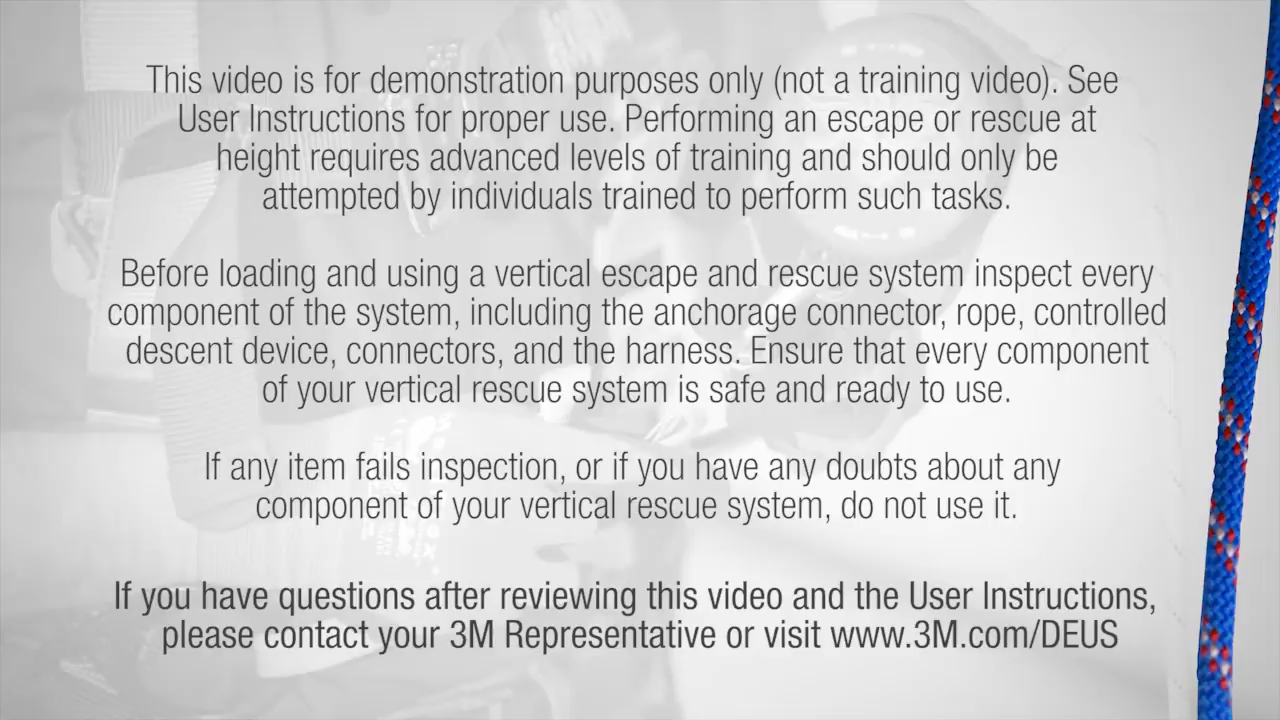 This video is for demonstration purposes only (not a training video). See
User Instructions for proper use. Performing an escape or rescue at
height requires advanced levels of training and should only be
attempted by individuals trained to perform such tasks.
Before loading and using a vertical escape and rescue system inspect every
component of the system, including the anchorage connector, rope, controlled
descent device, connectors, and the harness. Ensure that every component
of your vertical rescue system is safe and ready to use.
If any item fails inspection, or if you have any doubts about any
component of your vertical rescue system, do not use it.
If you have questions after reviewing this video and the User Instructions,
please contact your 3M Representative or visit www.3M.com/DEUS